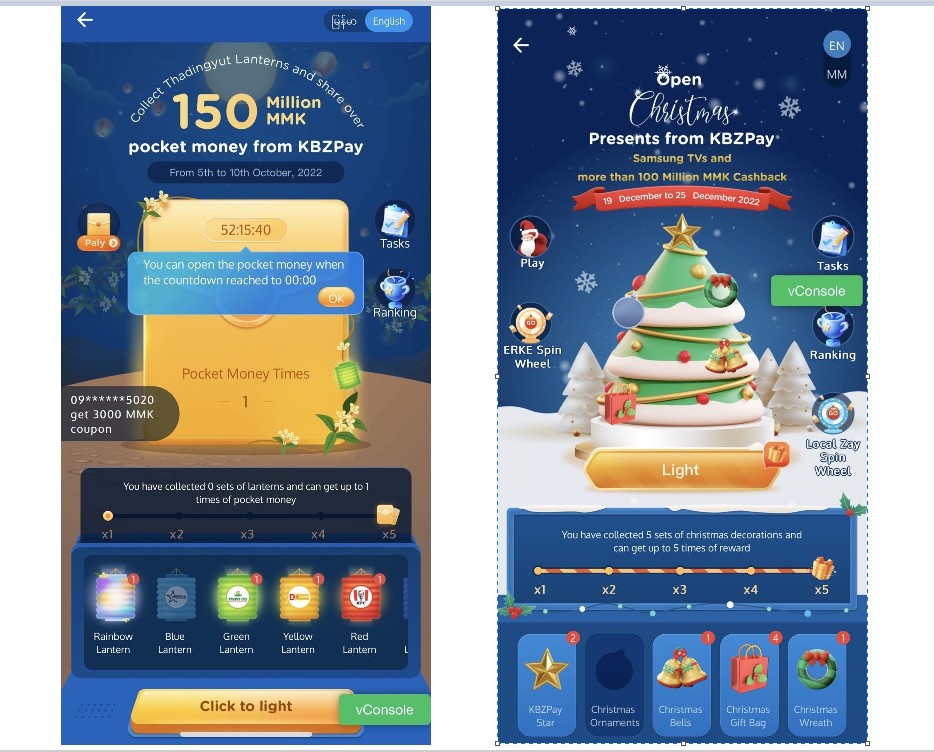 မြန်မာ
English
Collect Thadingyut Lanterns and share over
150 Million
MMK
pocket money from KBZPay
From 5th to 10th October, 2022
Paly
52:15:40
Tasks
You can open the pocket money when
the countdown reached to 00:00
OK
Ranking
Pocket Money Times
1
09******5020
get 3000 MMK
coupon
You have collected 0 sets of lanterns and can get up to 1
times of pocket money
x1 x2 x3 x4 x5
1 1 1 1
KFC
Rainbow
Lantern
Blue
Lantern
Green
Lantern
Yellow
Lantern
Red
Lantern
L
Click to light
vConsole
EN
MM
Open
Christmas
Presents from KBZPay
Samsung TVs and
more than 100 Million MMK Cashback
19 December to 25 December 2022
Play
Tasks
vConsole
GO
ERKE Spin
Wheel
Ranking
GO
Local Zay
Spin
Wheel
Light
You have collected 5 sets of christmas decorations and
can get up to 5 times of reward
x1 x2 x3 x4 x5
2 1 4 1
KBZPay
Star
Christmas
Ornaments
Christmas
Bells
Christmas
Gift Bag
Christmas
Wreath